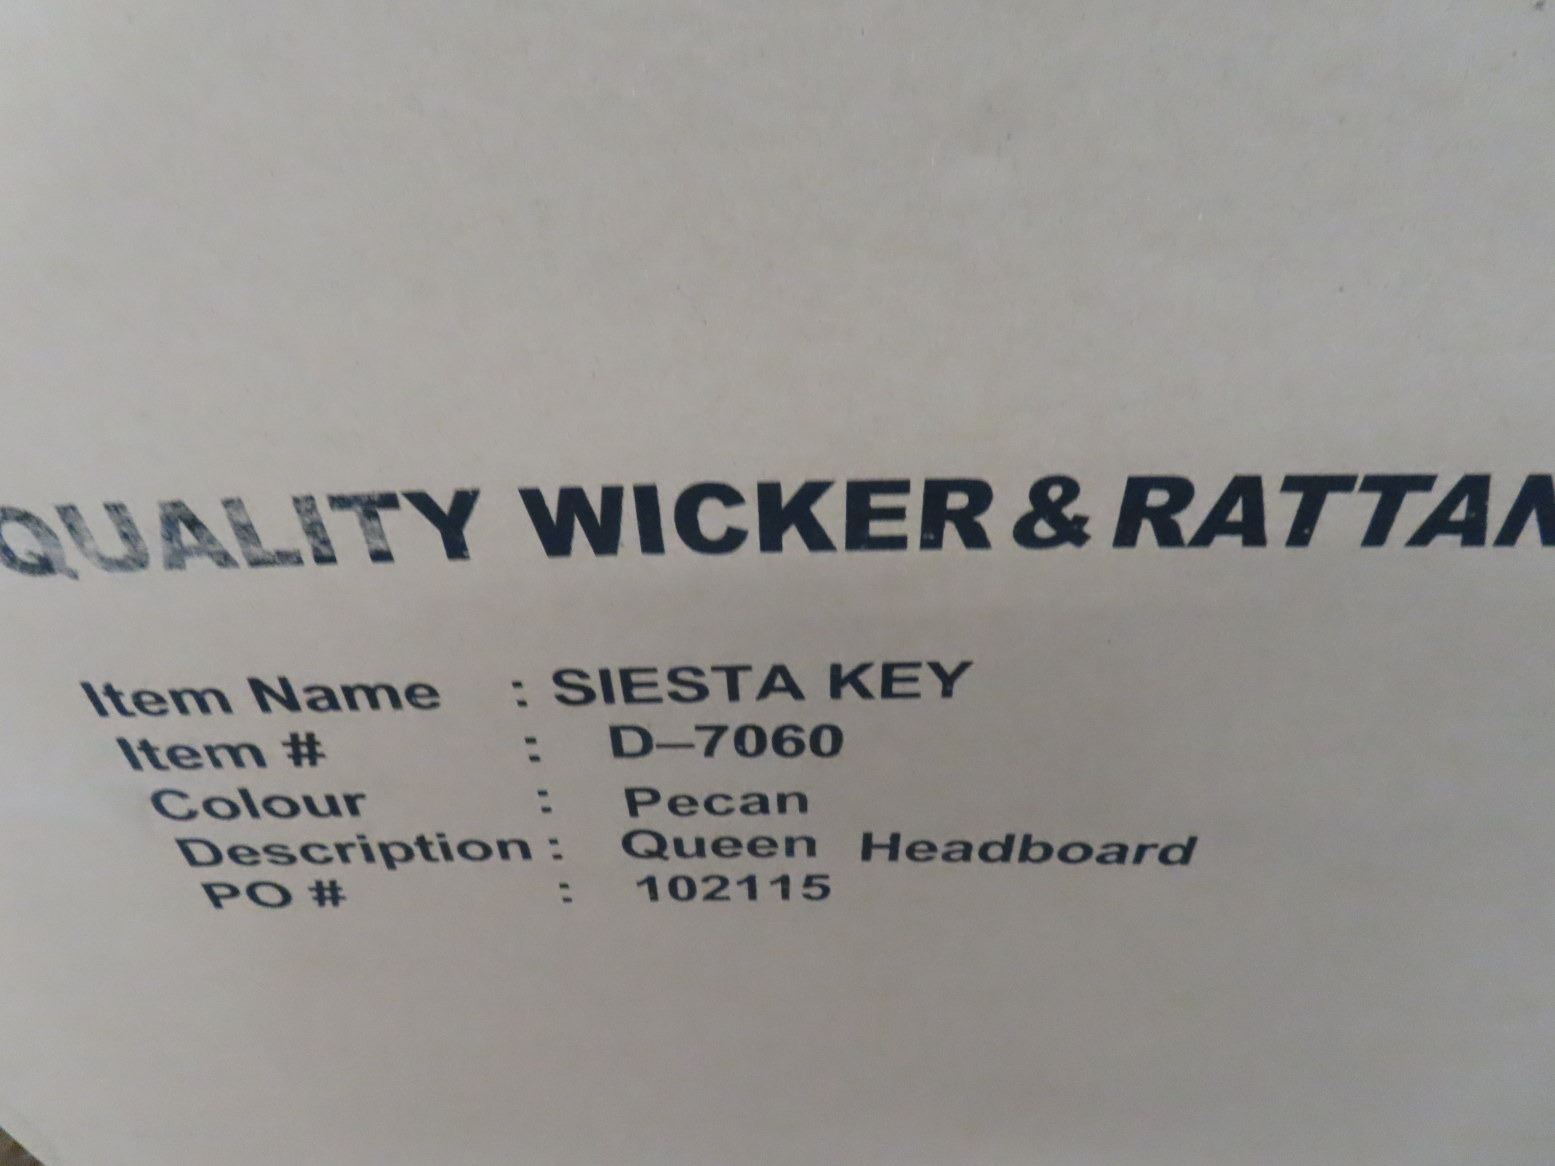 QUALITY WICKER & RATTAN
Item Name : SIESTA KEY
Item # : D-7060
Colour : Pecan
Description : Queen Headboard
PO # : 102115